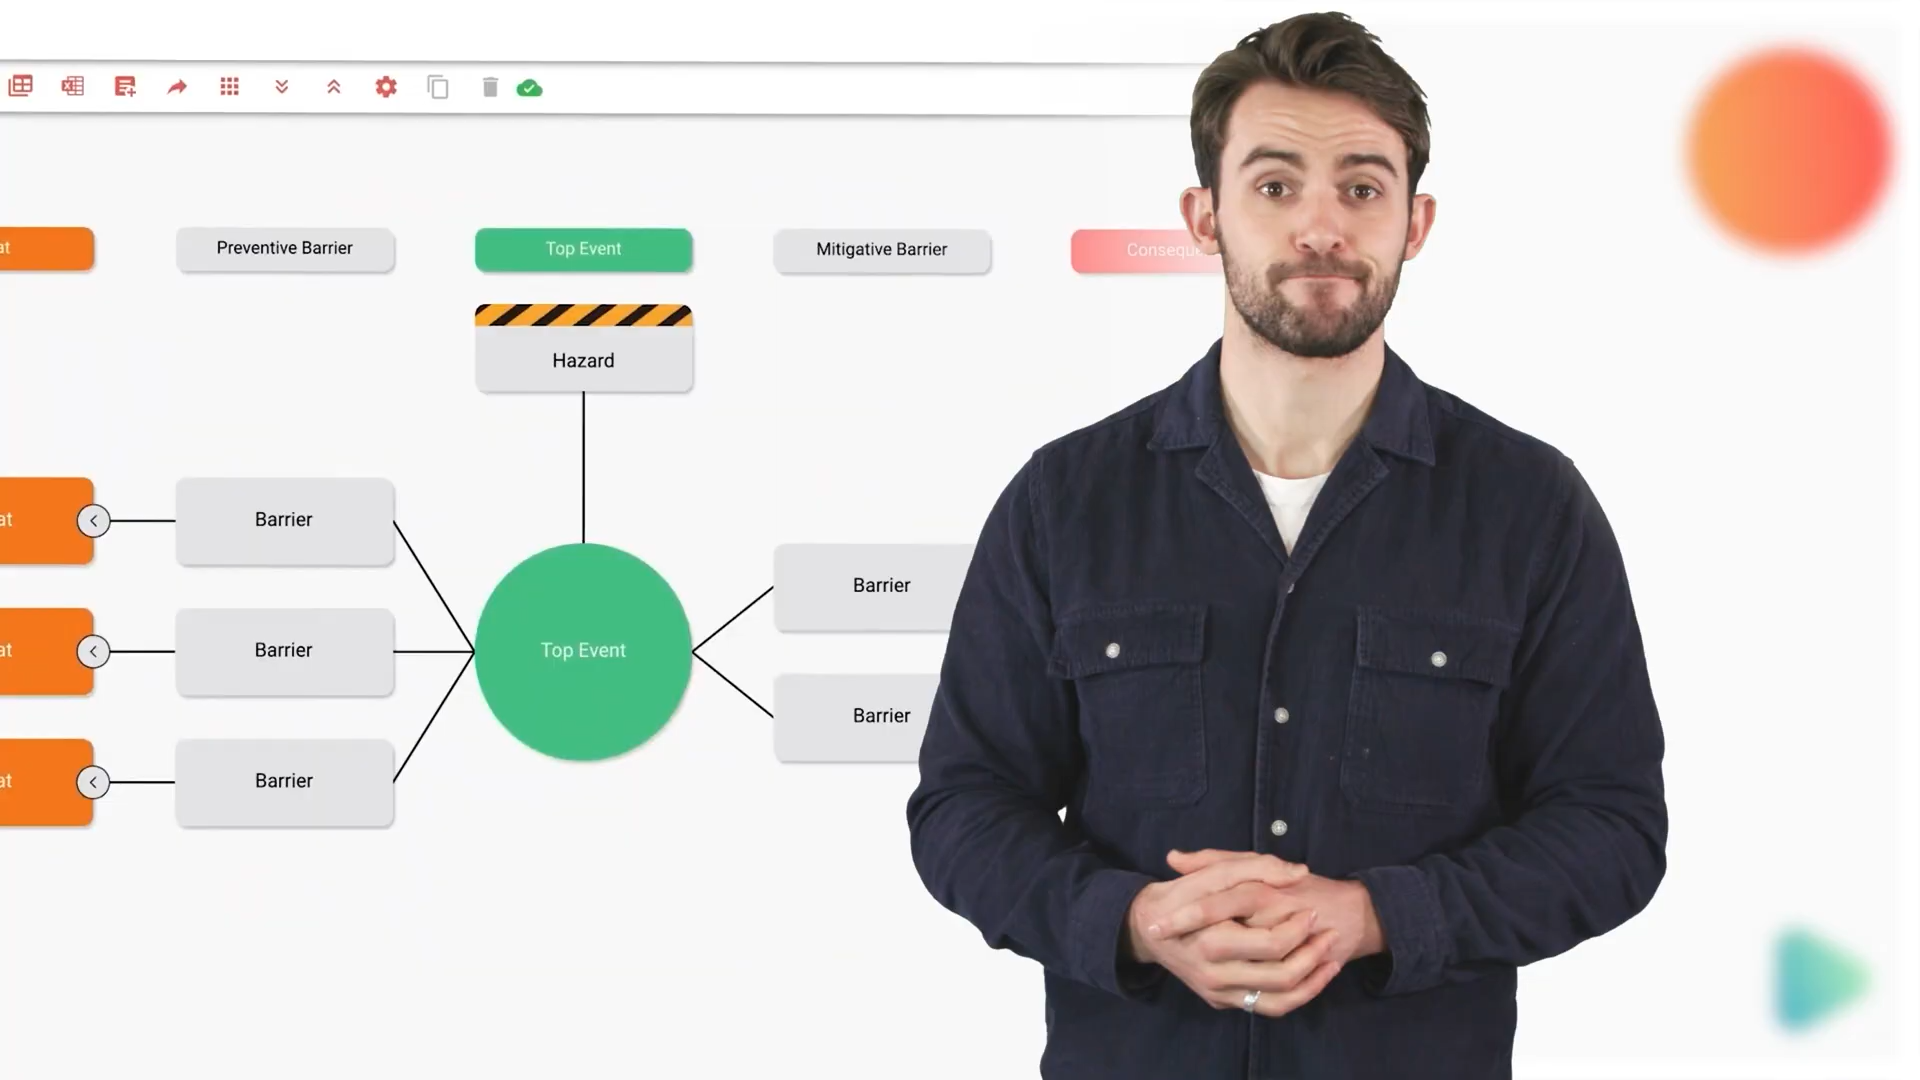 Preventive Barrier
Top Event
Mitigative Barrier
Hazard
Barrier
Barrier
Barrier
Top Event
Barrier
Barrier